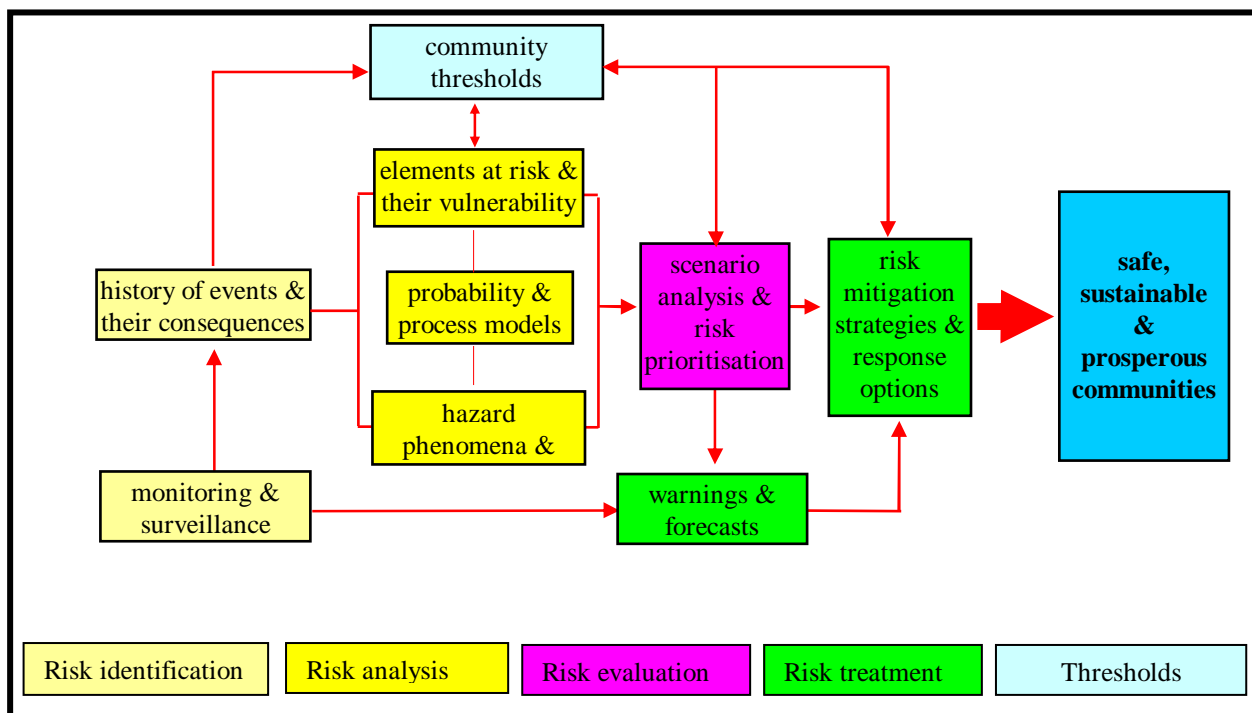 community
thresholds
elements at risk &
their vulnerability
history of events &
their consequences
probability &
process models
hazard
phenomena &
monitoring &
surveillance
scenario
analysis &
risk
prioritisation
warnings &
forecasts
risk
mitigation
strategies &
response
options
safe,
sustainable
&
prosperous
communities
Risk identification
Risk analysis
Risk evaluation
Risk treatment
Thresholds